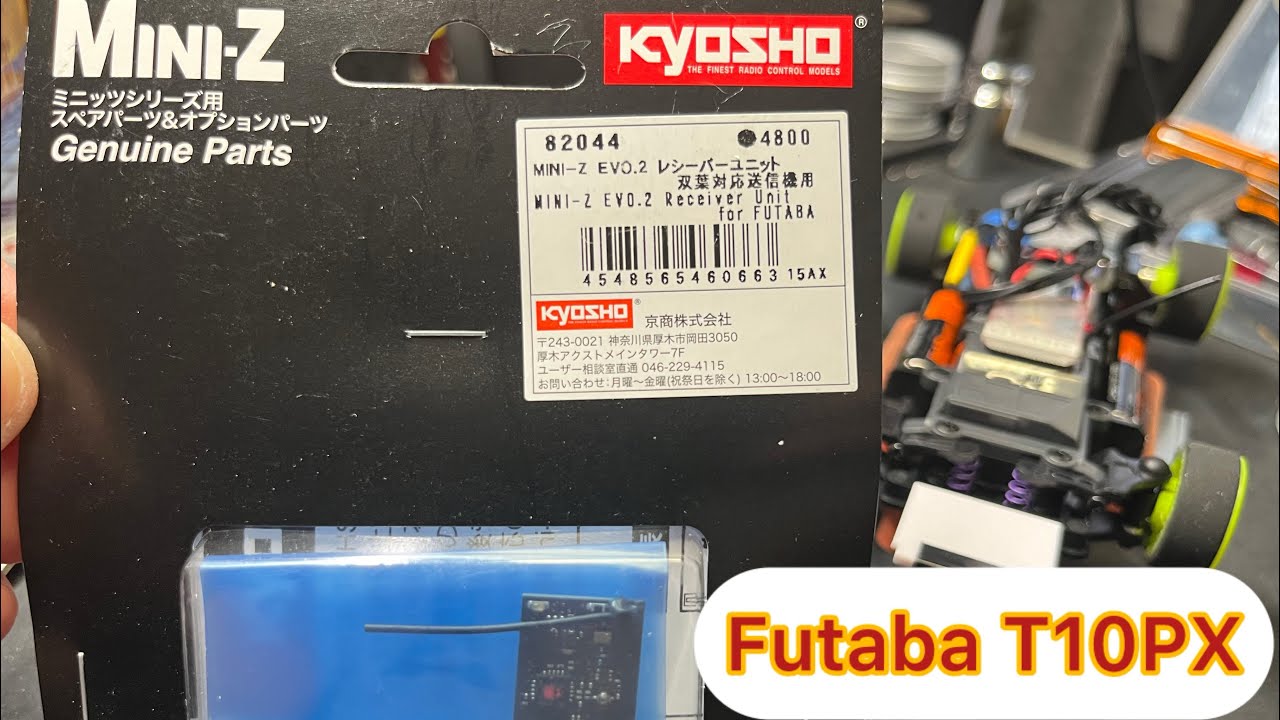 MINI-Z
ミニッツシリーズ用
スペアパーツ&オプションパーツ
Genuine Parts
KYOSHO®
THE FINEST RADIO CONTROL MODELS
82044 ●4800
MINI-Z EVO.2 レシーバーユニット
双葉対応送信機用
MINI-Z EVO.2 Receiver Unit
for FUTABA
4548565460663 15AX
KYOSHO® 京商株式会社
THE FINEST RADIO CONTROL MODELS
〒243-0021 神奈川県厚木市岡田3050
厚木アクストメインタワー7F
ユーザー相談室直通 046-229-4115
お問い合わせ:月曜~金曜(祝祭日を除く) 13:00~18:00
Futaba T10PX